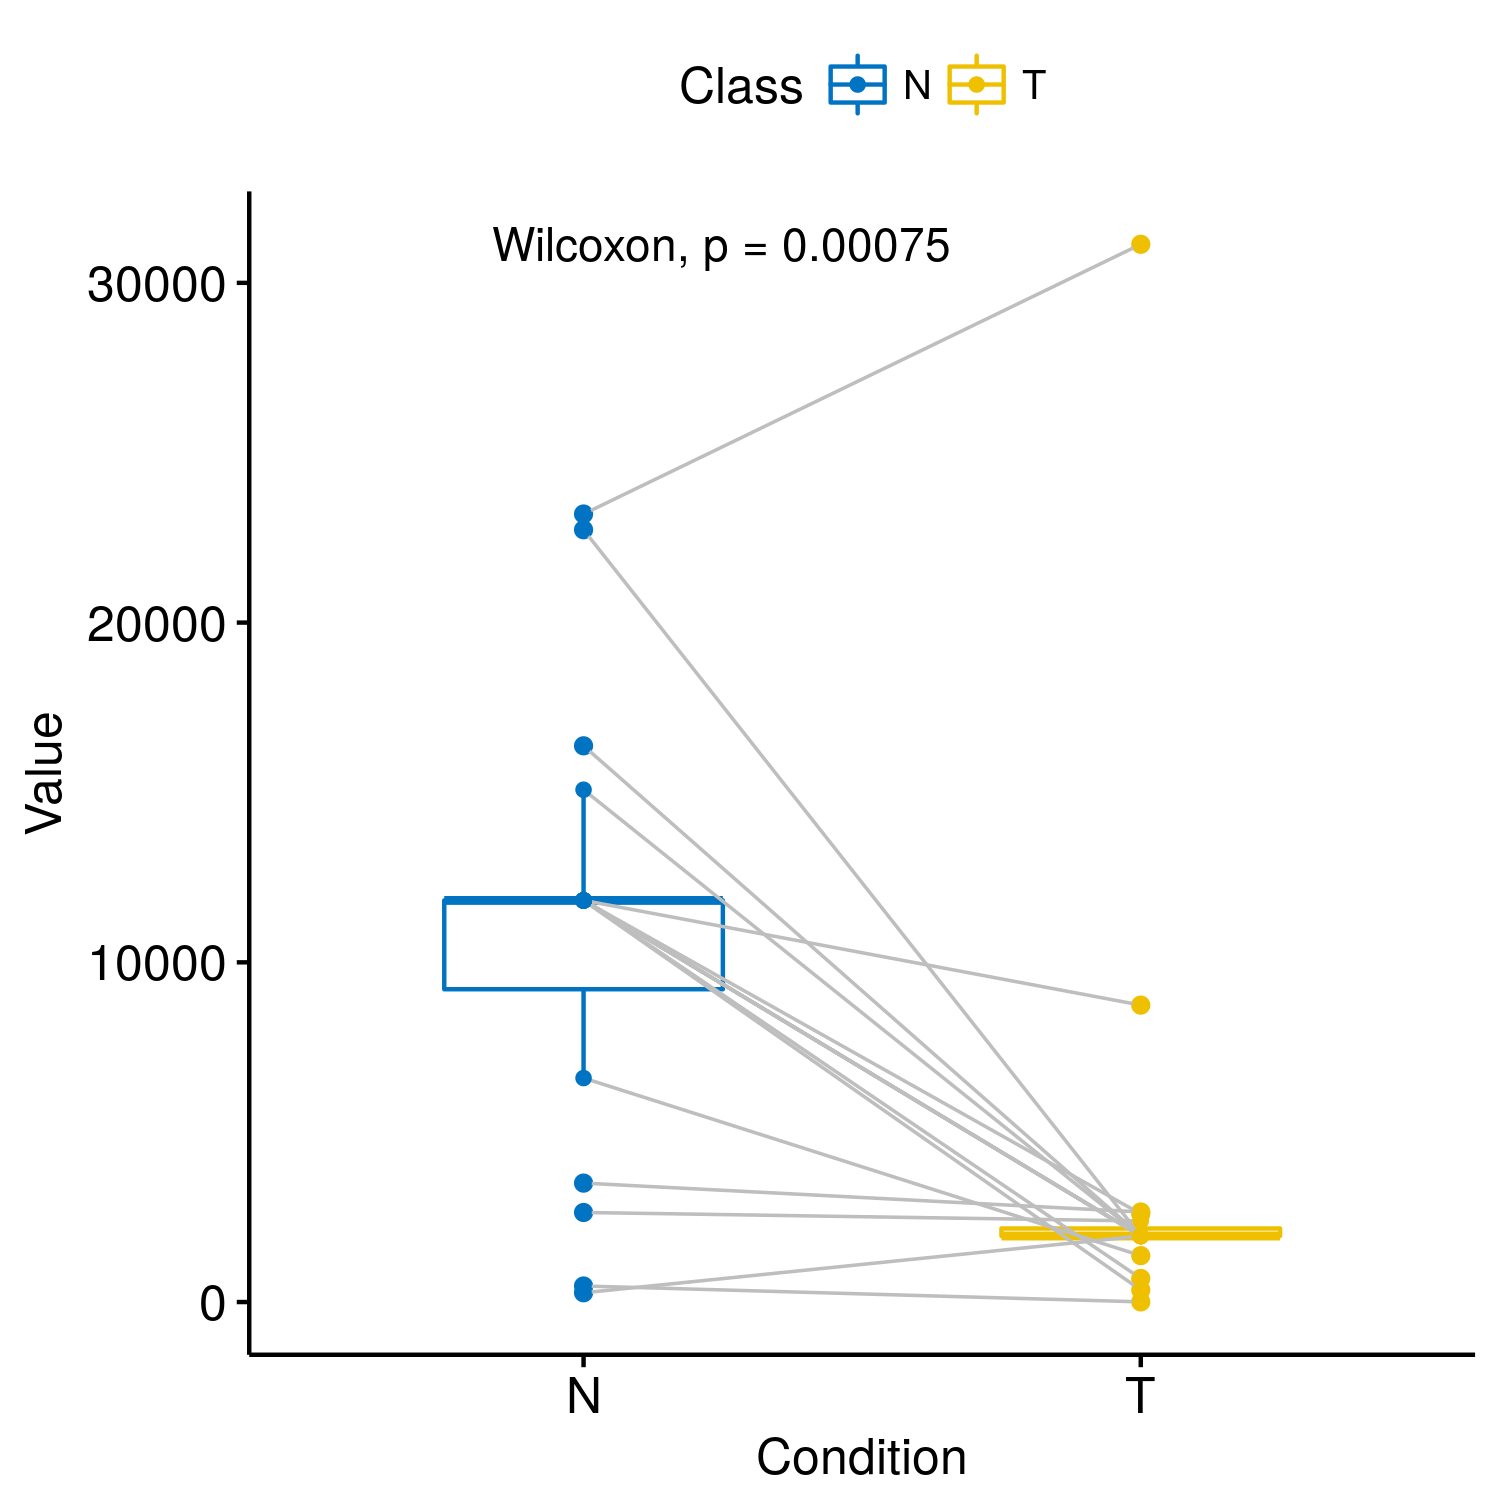 Class N T
Wilcoxon, p = 0.00075
30000
20000
10000
0
Value
N T
Condition